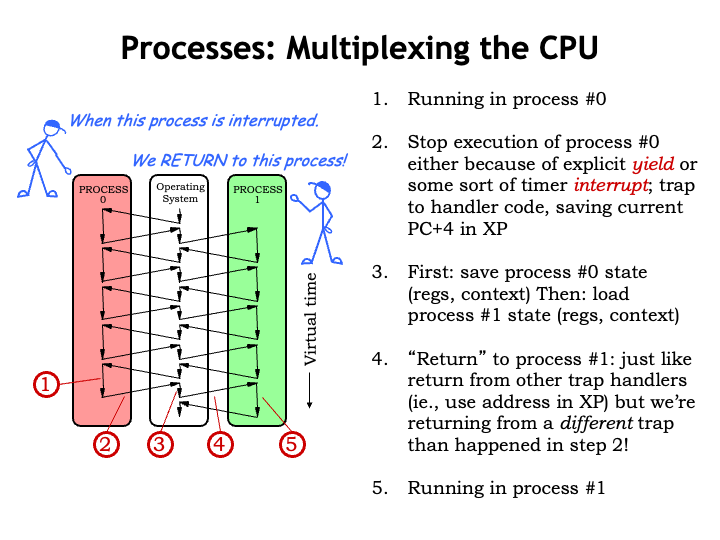 Processes: Multiplexing the CPU
When this process is interrupted.
We RETURN to this process!
PROCESS
0
Operating
System
PROCESS
1
Virtual time
1
2
3
4
5
1. Running in process #0
2. Stop execution of process #0
either because of explicit yield or
some sort of timer interrupt; trap
to handler code, saving current
PC+4 in XP
3. First: save process #0 state
(regs, context) Then: load
process #1 state (regs, context)
4. “Return” to process #1: just like
return from other trap handlers
(ie., use address in XP) but we’re
returning from a different trap
than happened in step 2!
5. Running in process #1